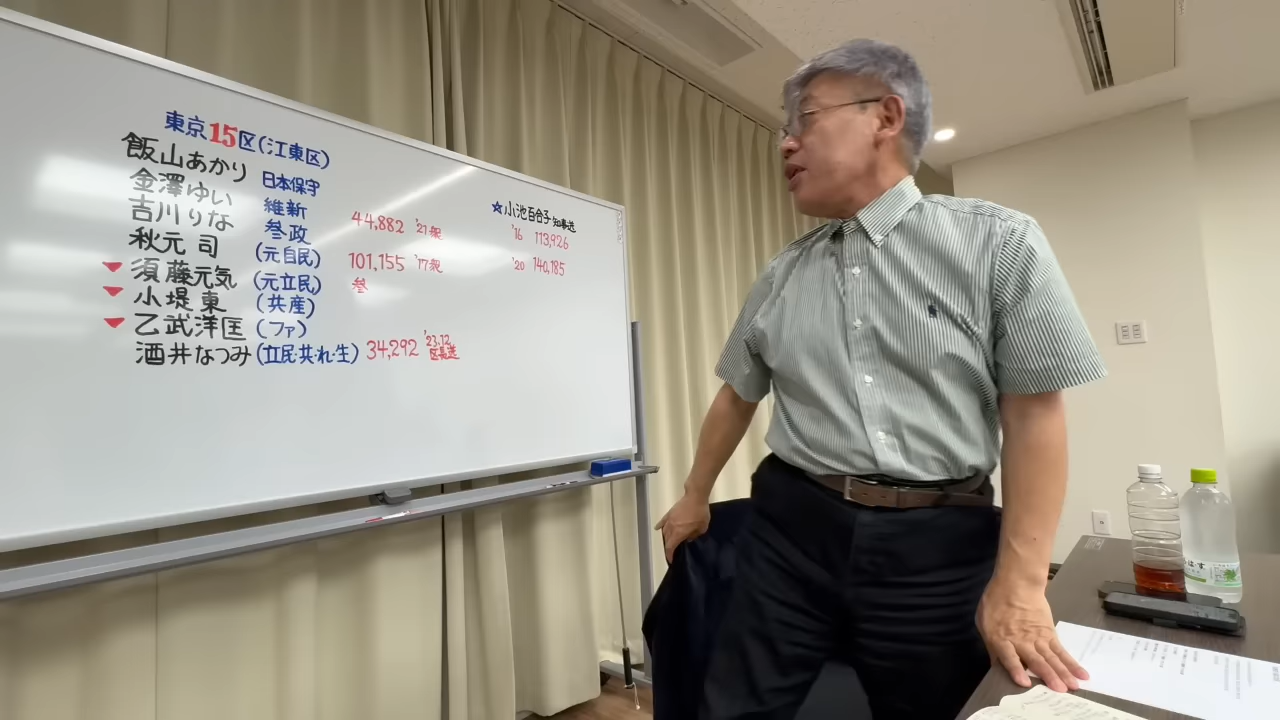 東京15区(江東区)
飯山あかり 日本保守
金澤ゆい 維新 44,882 '21衆
吉川りな 参政
秋元 司 (元自民) 101,155 '17衆
須藤元気 (元立民) 参
小堤 東 (共産)
乙武洋匡 (ファ)
酒井なつみ (立民 共・れ・生) 34,292 '23.12 区長選
☆小池百合子 知事選
'16 113,926
'20 140,185